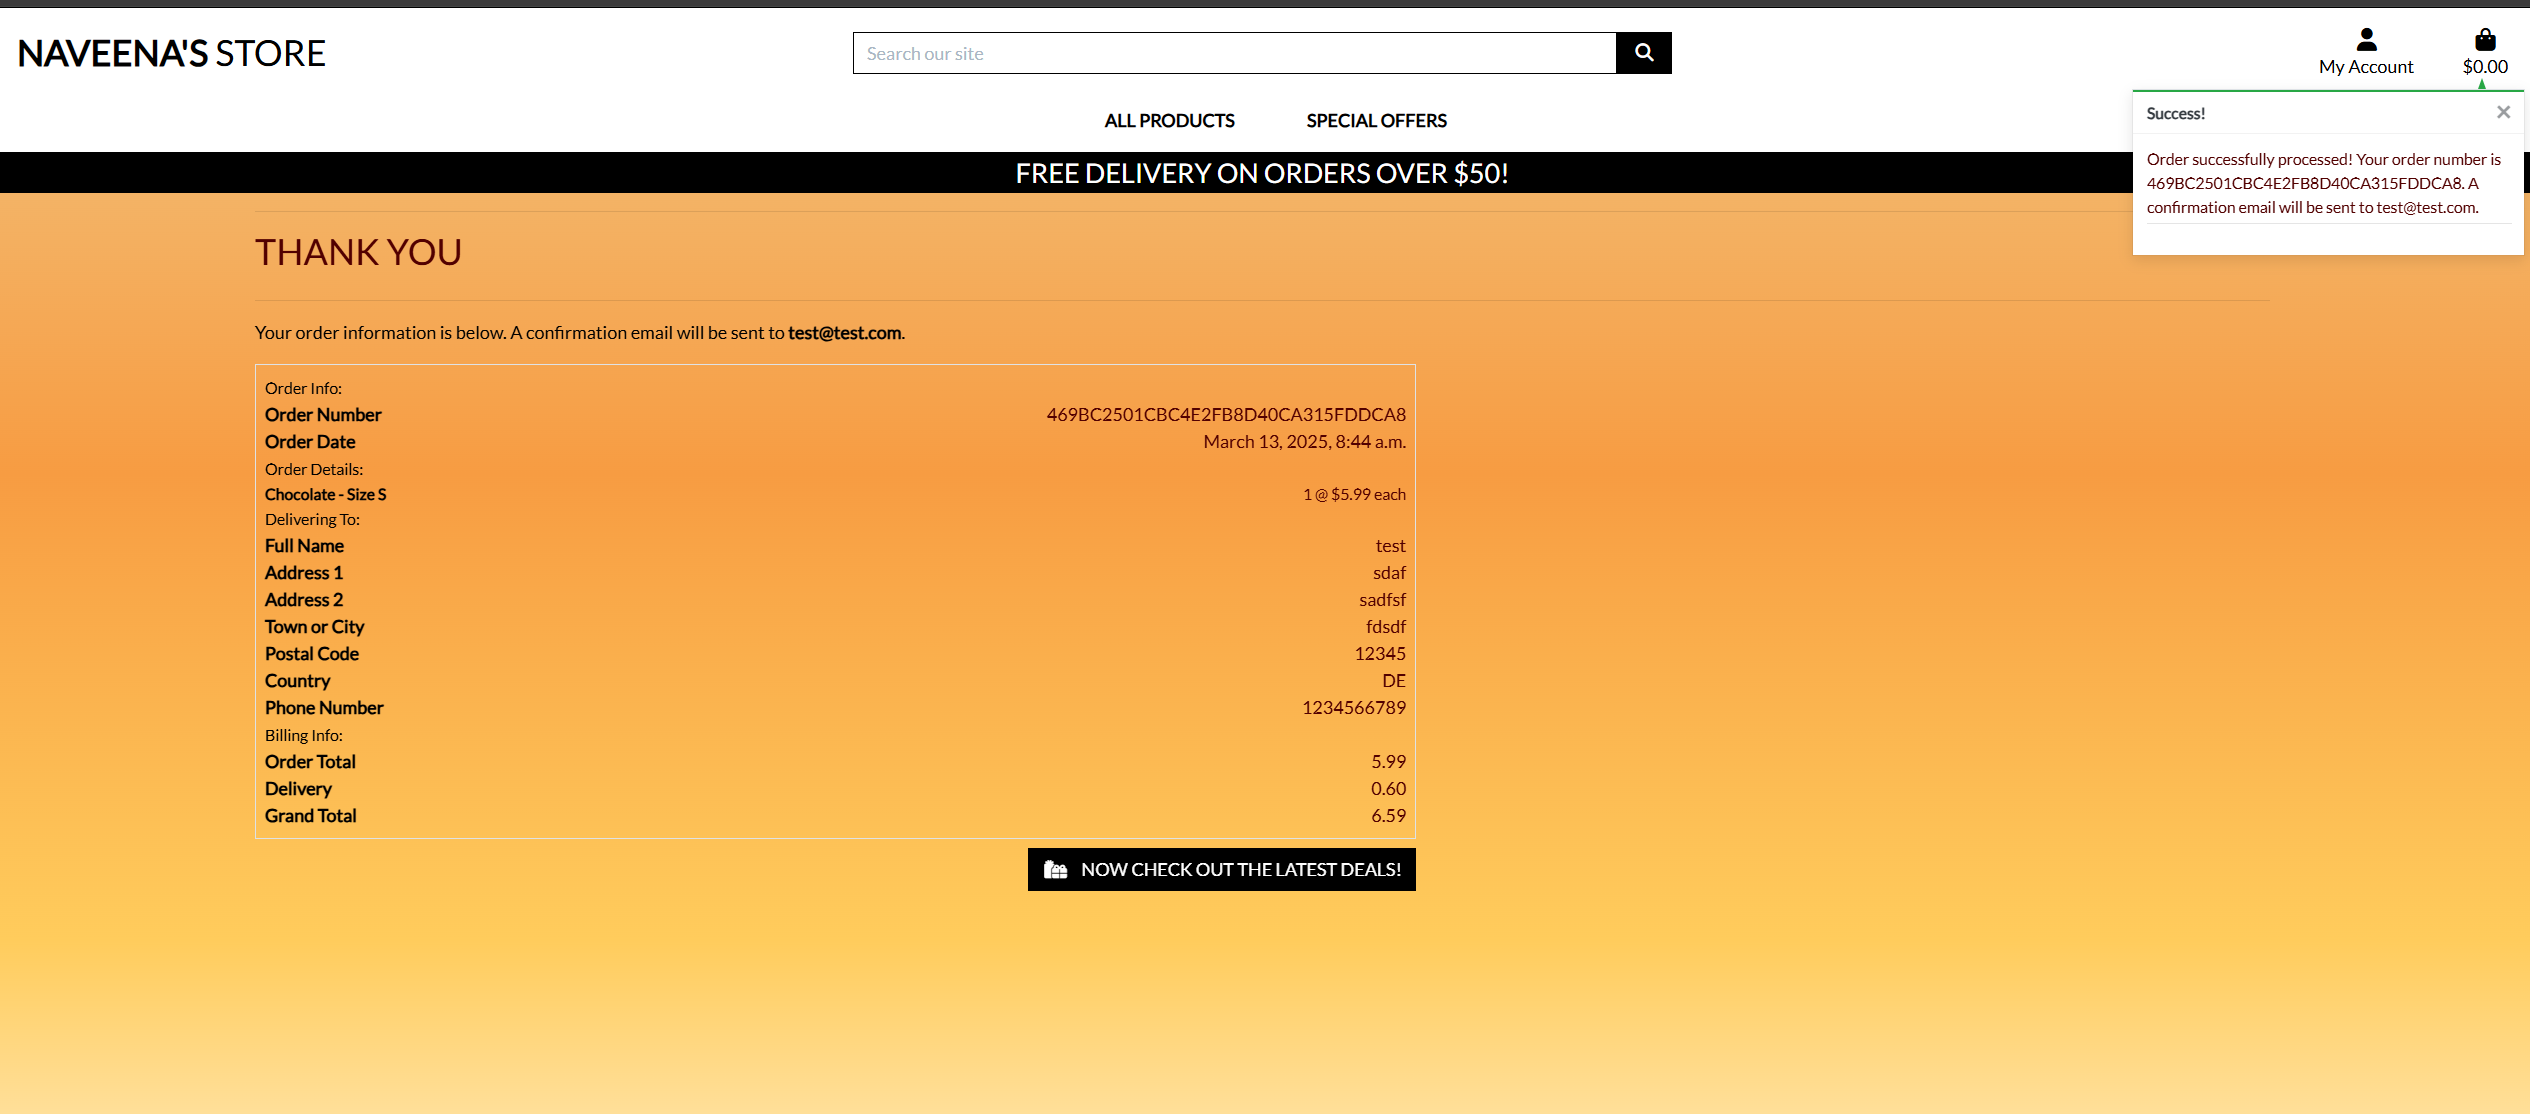 NAVEENA'S STORE
Search our site
My Account
$0.00
ALL PRODUCTS SPECIAL OFFERS
FREE DELIVERY ON ORDERS OVER $50!
Success!
Order successfully processed! Your order number is
469BC2501CBC4E2FB8D40CA315FDDCA8. A
confirmation email will be sent to test@test.com.
THANK YOU
Your order information is below. A confirmation email will be sent to test@test.com.
Order Info:
Order Number 469BC2501CBC4E2FB8D40CA315FDDCA8
Order Date March 13, 2025, 8:44 a.m.
Order Details:
Chocolate - Size S 1 @ $5.99 each
Delivering To:
Full Name test
Address 1 sdaf
Address 2 sadfsf
Town or City fdsdf
Postal Code 12345
Country DE
Phone Number 1234566789
Billing Info:
Order Total 5.99
Delivery 0.60
Grand Total 6.59
NOW CHECK OUT THE LATEST DEALS!